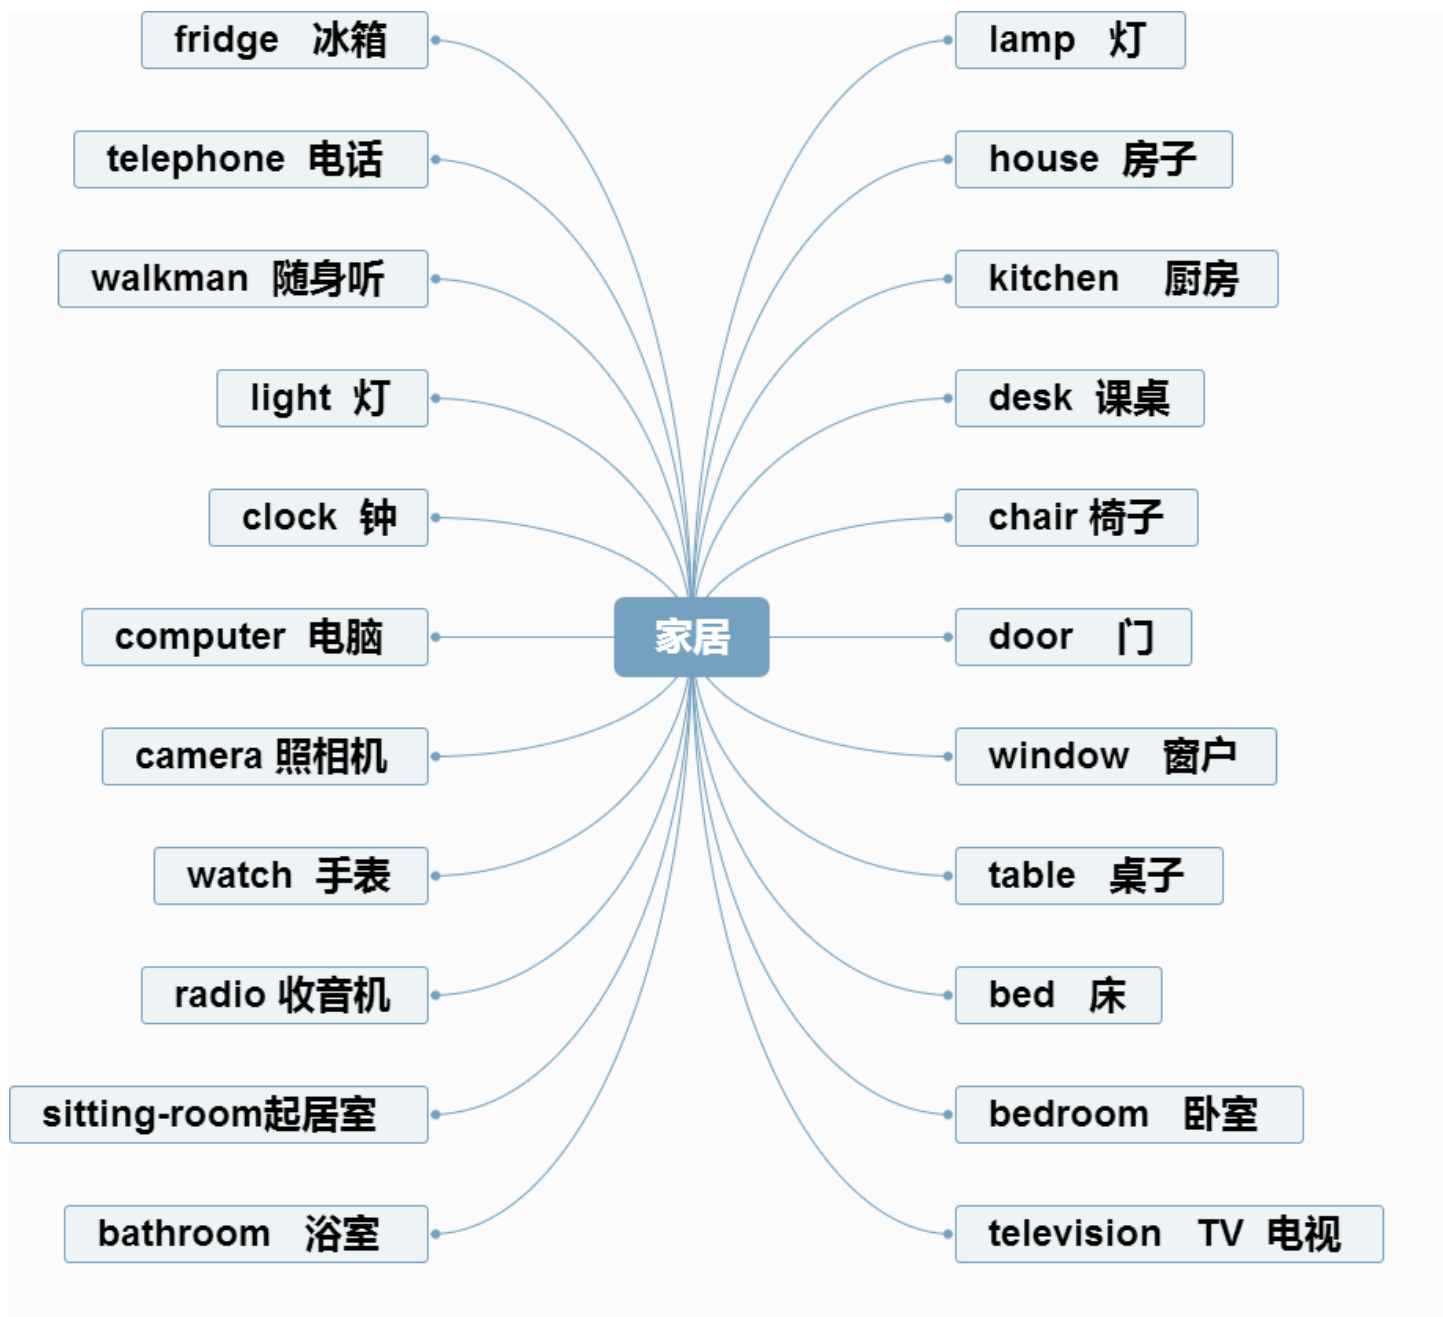 fridge 冰箱
telephone 电话
walkman 随身听
light 灯
clock 钟
computer 电脑
camera 照相机
watch 手表
radio 收音机
sitting-room起居室
bathroom 浴室
家居
lamp 灯
house 房子
kitchen 厨房
desk 课桌
chair 椅子
door 门
window 窗户
table 桌子
bed 床
bedroom 卧室
television TV 电视